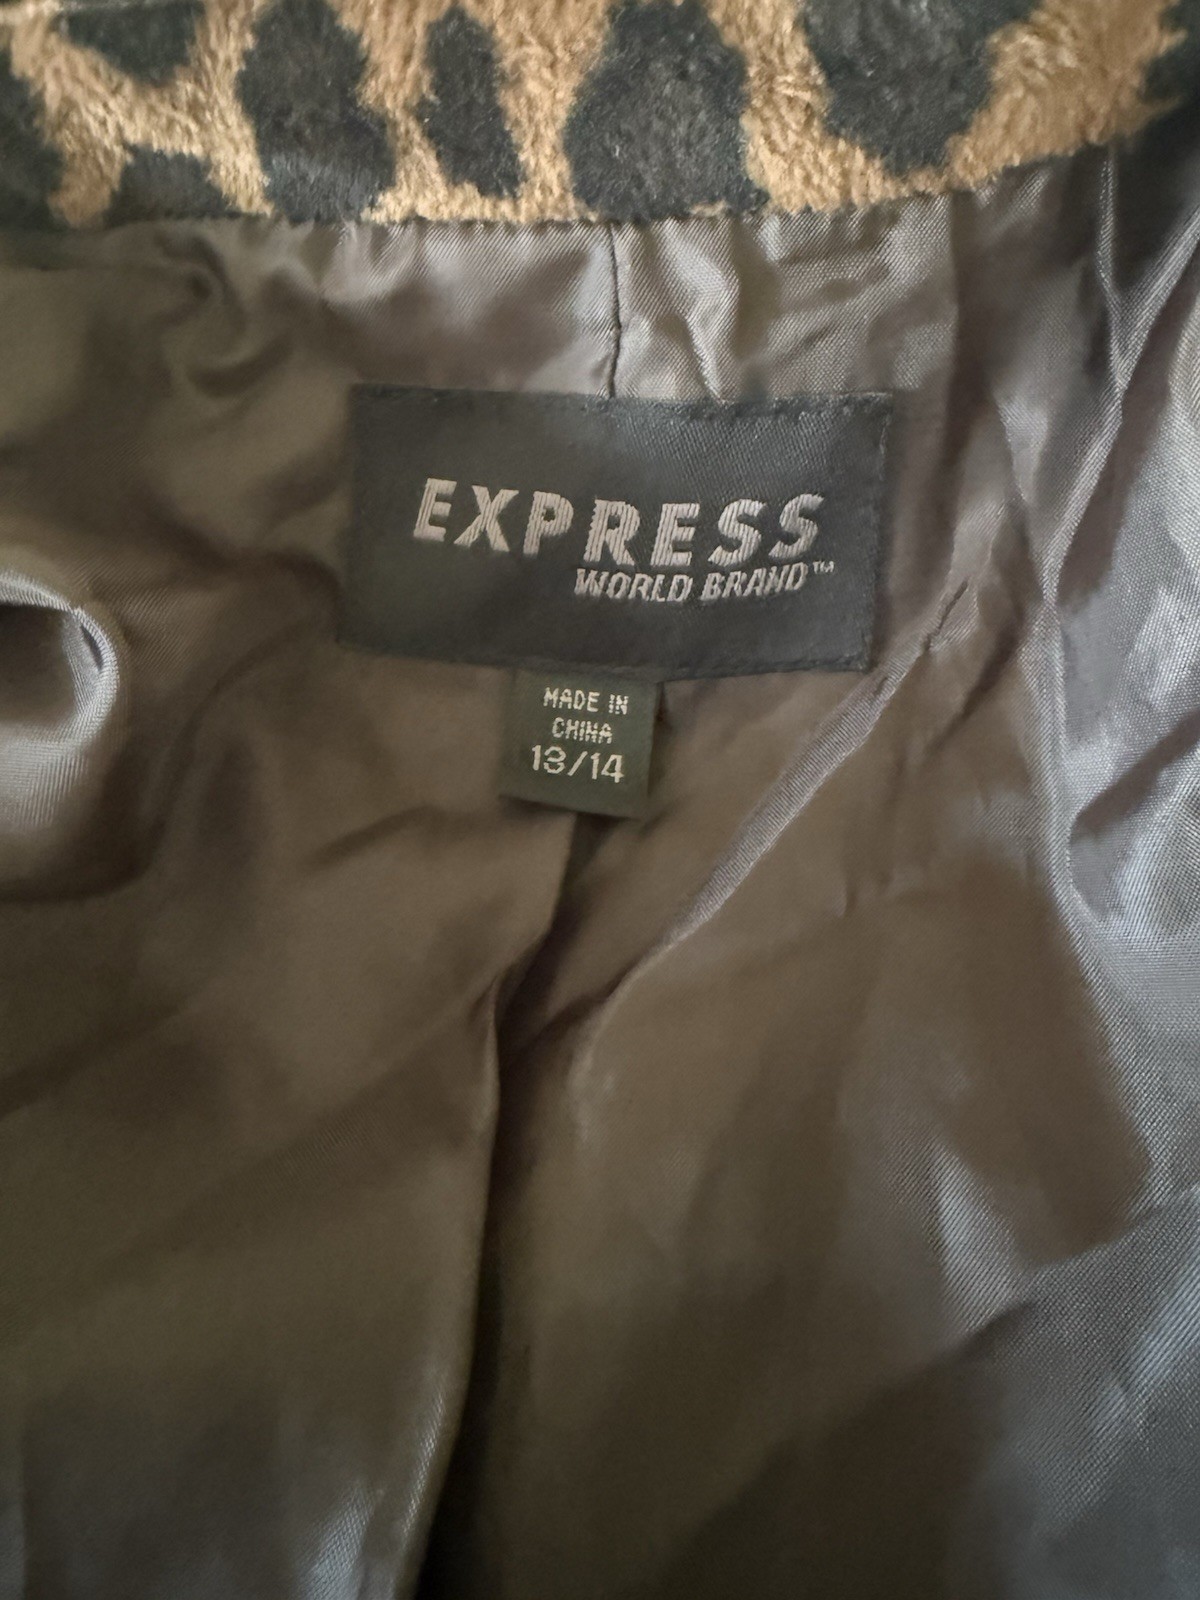 EXPRESS
WORLD BRAND™
MADE IN
CHINA
13/14